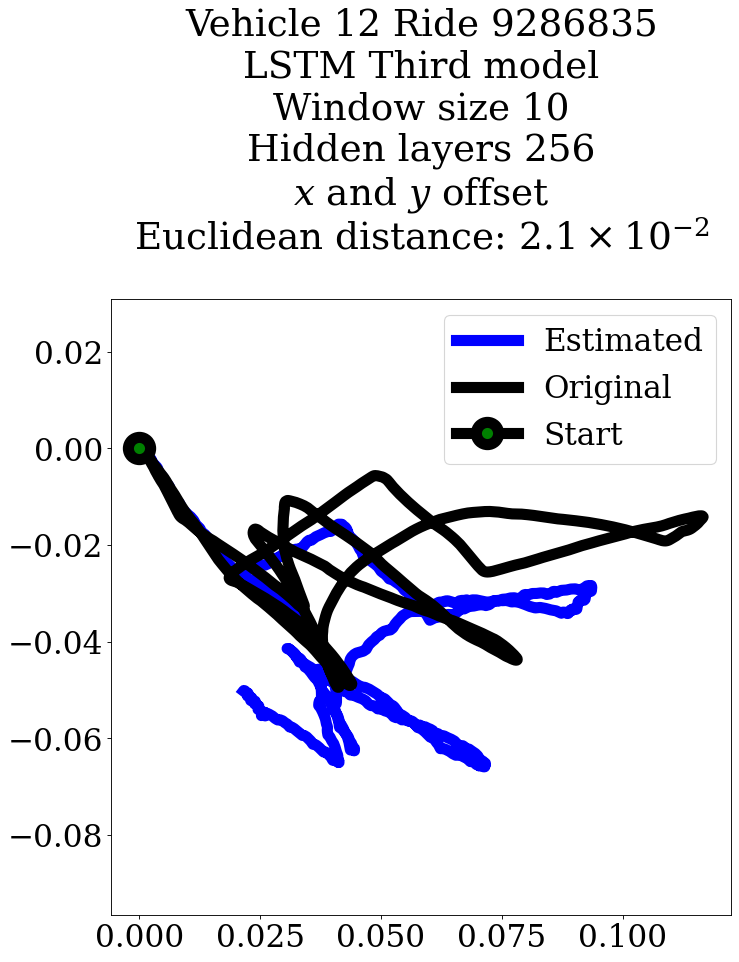 Vehicle 12 Ride 9286835
LSTM Third model
Window size 10
Hidden layers 256
x and y offset
Euclidean distance: 2.1 × 10⁻²
Estimated
Original
Start
0.02
0.00
−0.02
−0.04
−0.06
−0.08
0.000 0.025 0.050 0.075 0.100